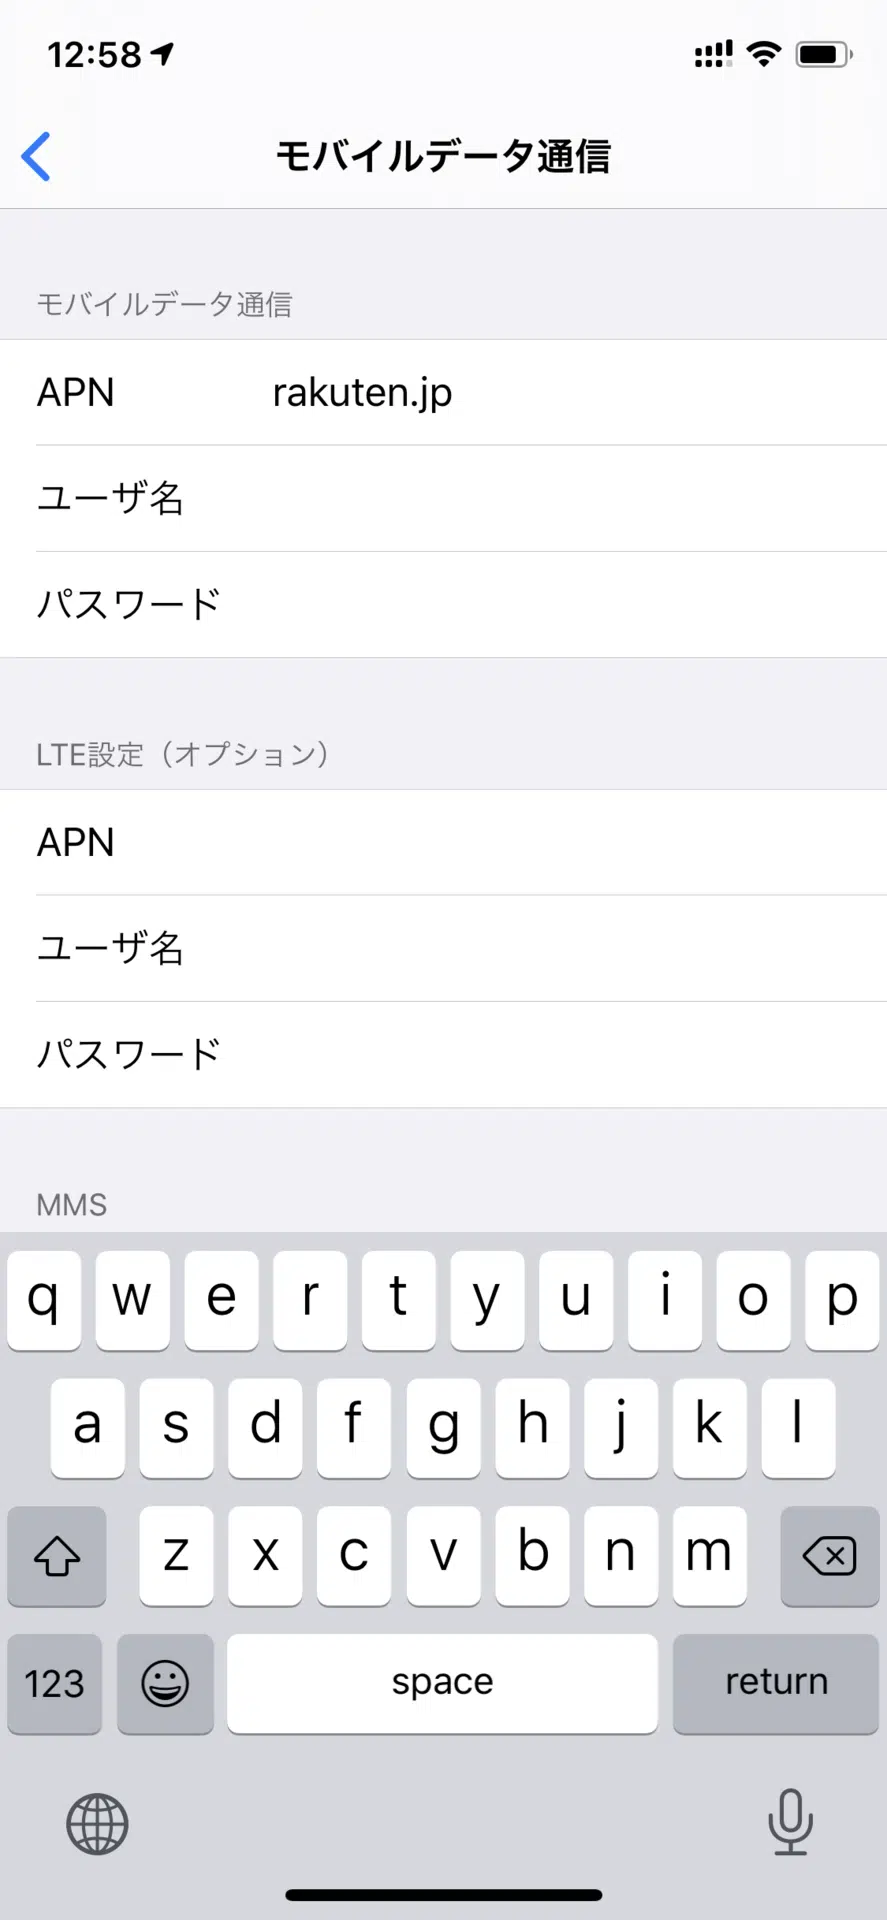 12:58
モバイルデータ通信
モバイルデータ通信
APN rakuten.jp
ユーザ名
パスワード
LTE設定（オプション）
APN
ユーザ名
パスワード
MMS
q w e r t y u i o p
a s d f g h j k l
z x c v b n m
123 space return